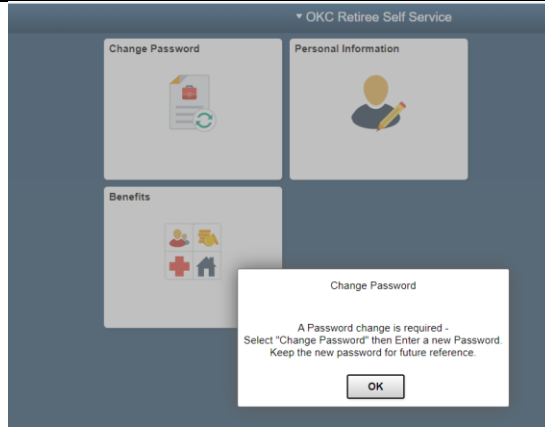 ▾ OKC Retiree Self Service
Change Password
Personal Information
Benefits
Change Password
A Password change is required -
Select "Change Password" then Enter a new Password.
Keep the new password for future reference.
OK